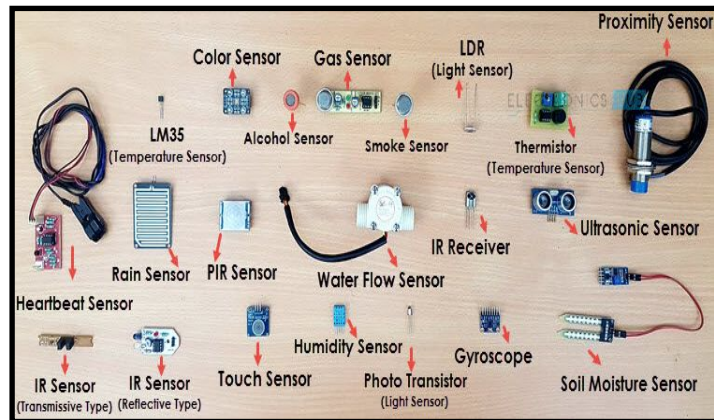 Proximity Sensor
Color Sensor
Gas Sensor
LDR
(Light Sensor)
ELECTRONICS HUB
LM35
(Temperature Sensor)
Alcohol Sensor
Smoke Sensor
Thermistor
(Temperature Sensor)
Rain Sensor
PIR Sensor
Water Flow Sensor
IR Receiver
Ultrasonic Sensor
Heartbeat Sensor
IR Sensor
(Transmissive Type)
IR Sensor
(Reflective Type)
Touch Sensor
Humidity Sensor
Photo Transistor
(Light Sensor)
Gyroscope
Soil Moisture Sensor